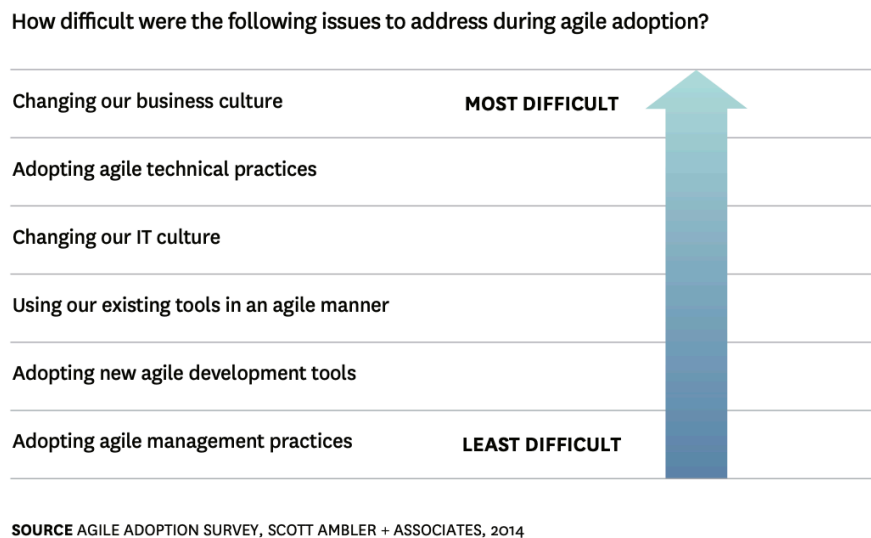 How difficult were the following issues to address during agile adoption?
Changing our business culture
MOST DIFFICULT
Adopting agile technical practices
Changing our IT culture
Using our existing tools in an agile manner
Adopting new agile development tools
Adopting agile management practices
LEAST DIFFICULT
SOURCE AGILE ADOPTION SURVEY, SCOTT AMBLER + ASSOCIATES, 2014